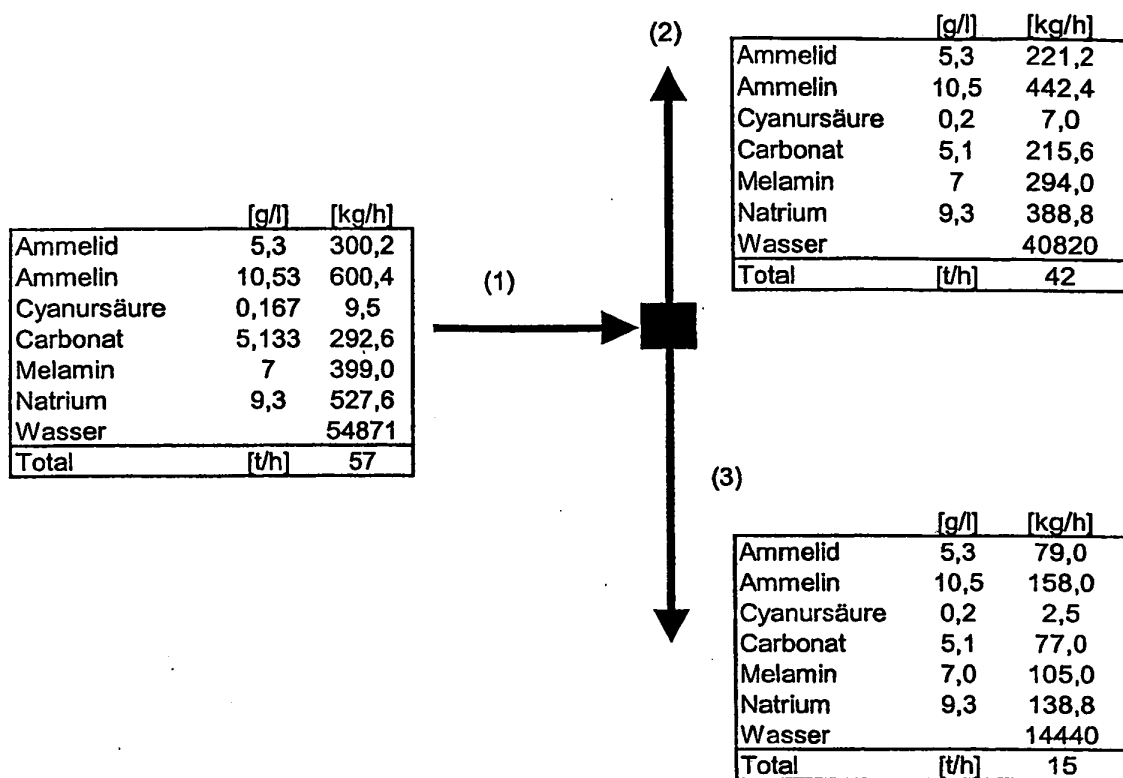 [g/l] [kg/h]
Ammelid 5,3 300,2
Ammelin 10,53 600,4
Cyanursäure 0,167 9,5
Carbonat 5,133 292,6
Melamin 7 399,0
Natrium 9,3 527,6
Wasser 54871
Total [t/h] 57
(1)
(2)
[g/l] [kg/h]
Ammelid 5,3 221,2
Ammelin 10,5 442,4
Cyanursäure 0,2 7,0
Carbonat 5,1 215,6
Melamin 7 294,0
Natrium 9,3 388,8
Wasser 40820
Total [t/h] 42
(3)
[g/l] [kg/h]
Ammelid 5,3 79,0
Ammelin 10,5 158,0
Cyanursäure 0,2 2,5
Carbonat 5,1 77,0
Melamin 7,0 105,0
Natrium 9,3 138,8
Wasser 14440
Total [t/h] 15